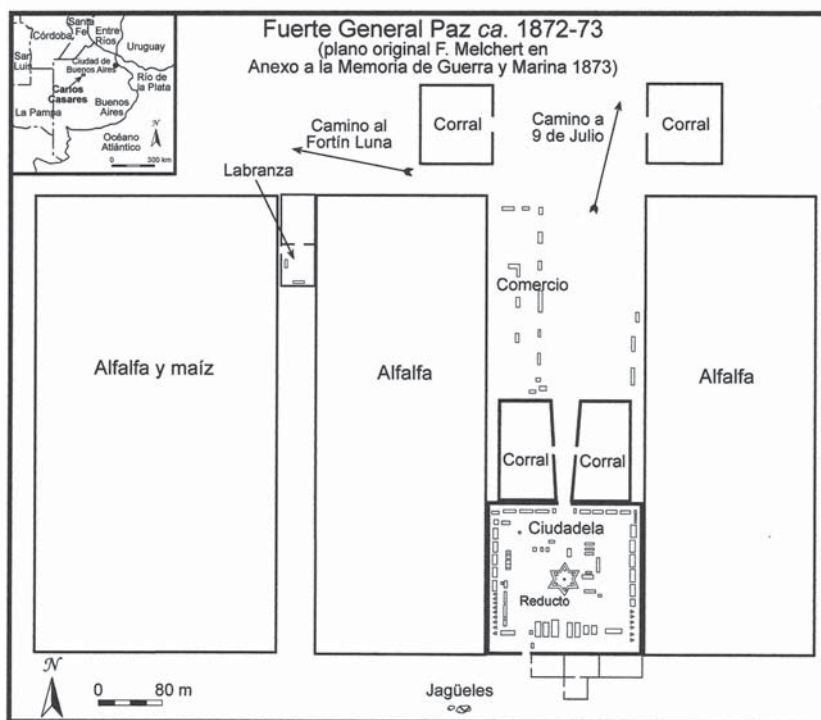 Fuerte General Paz ca. 1872-73
(plano original F. Melchert en
Anexo a la Memoria de Guerra y Marina 1873)
Santa
Fe
Córdoba
Entre
Ríos
Uruguay
San
Luis
Ciudad de
Buenos Aires
Río de
la Plata
Carlos
Casares
Buenos
Aires
La Pampa
Océano
Atlántico
N
0 300 km
Corral
Camino a
9 de Julio
Corral
Camino al
Fortín Luna
Labranza
Comercio
Alfalfa y maíz
Alfalfa
Alfalfa
Corral
Corral
Ciudadela
Reducto
N
0 80 m
Jagüeles